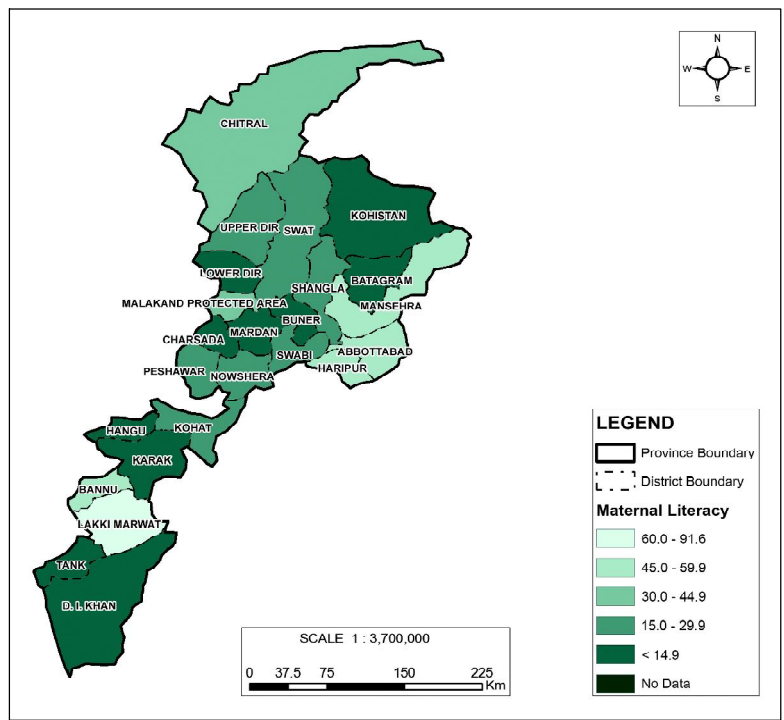 N
W E
S
CHITRAL
KOHISTAN
UPPER DIR
SWAT
LOWER DIR
BATAGRAM
SHANGLA
MALAKAND PROTECTED AREA
MANSEHRA
BUNER
MARDAN
CHARSADA
ABBOTTABAD
SWABI
HARIPUR
PESHAWAR
NOWSHERA
KOHAT
HANGU
KARAK
BANNU
LAKKI MARWAT
TANK
D. I. KHAN
LEGEND
Province Boundary
District Boundary
Maternal Literacy
60.0 - 91.6
45.0 - 59.9
30.0 - 44.9
15.0 - 29.9
< 14.9
No Data
SCALE 1 : 3,700,000
0 37.5 75 150 225
Km